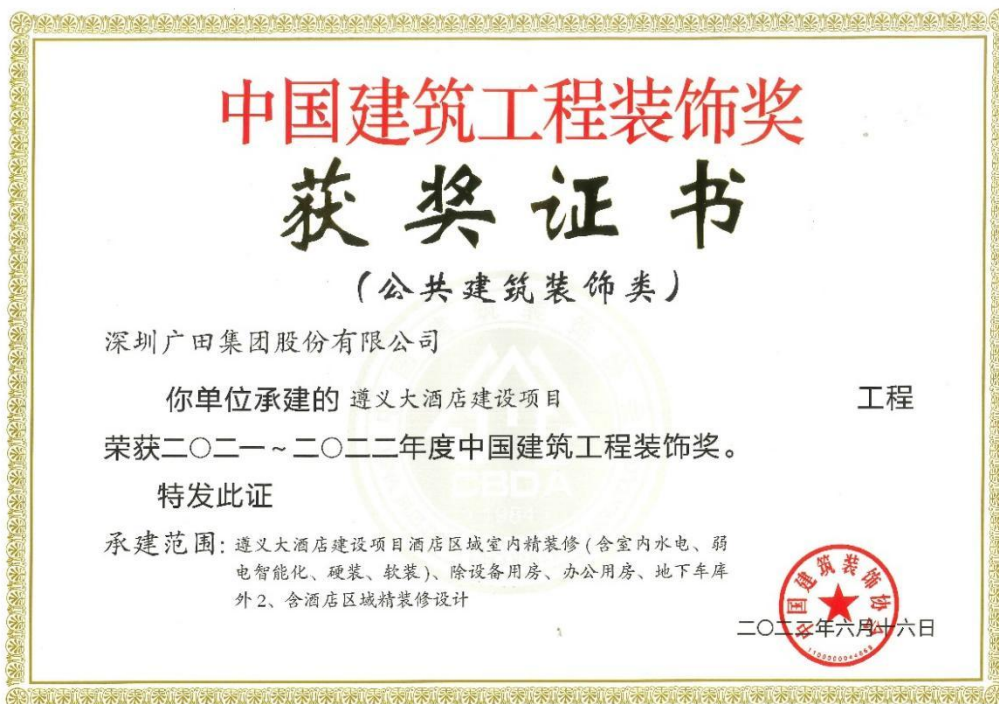 中国建筑工程装饰奖
获奖证书
(公共建筑装饰类)
深圳广田集团股份有限公司
你单位承建的 遵义大酒店建设项目 工程
荣获二〇二一~二〇二二年度中国建筑工程装饰奖。
特发此证
承建范围: 遵义大酒店建设项目酒店区域室内精装修(含室内水电、弱
电智能化、硬装、软装)、除设备用房、办公用房、地下车库
外2、含酒店区域精装修设计
中国建筑装饰协会
二〇二三年六月十六日
CBDA
1984